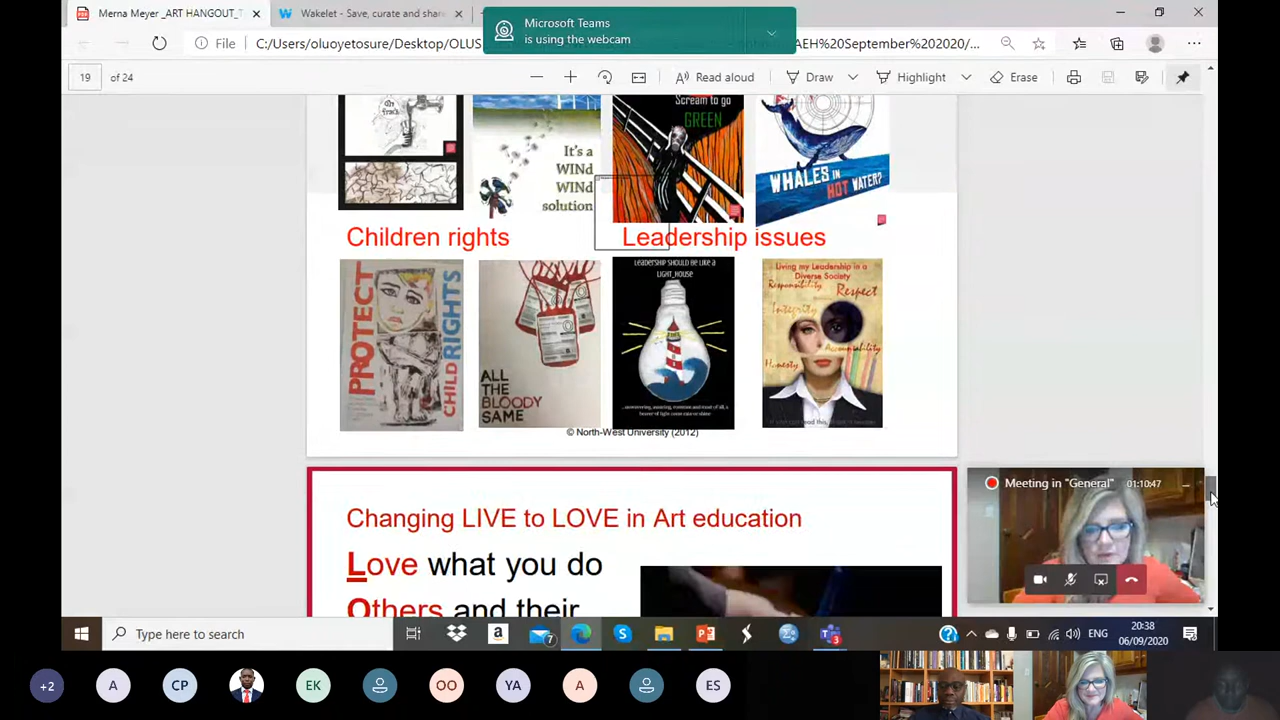 Merna Meyer _ART HANGOUT_T
Wakelet - Save, curate and share
Microsoft Teams
is using the webcam
File
C:/Users/oluoyetosure/Desktop/OLUS
AEH%20September%202020/...
19 of 24
Read aloud
Draw
Highlight
Erase
Scream to go
GREEN
It's a
WINd
WINd
solution
WHALES IN
HOT WATER?
Children rights
Leadership issues
PROTECT
CHILD RIGHTS
ALL
THE
BLOODY
SAME
LEADERSHIP SHOULD BE LIKE A
LIGHT_HOUSE
Living my Leadership in a
Diverse Society
Responsibility
Respect
Integrity
Accountability
Honesty
© North-West University (2012)
Changing LIVE to LOVE in Art education
Love what you do
Others and their
Meeting in "General"
01:10:47
Type here to search
a
7
S
3
ENG
20:38
06/09/2020
+2
A
CP
EK
OO
YA
A
ES